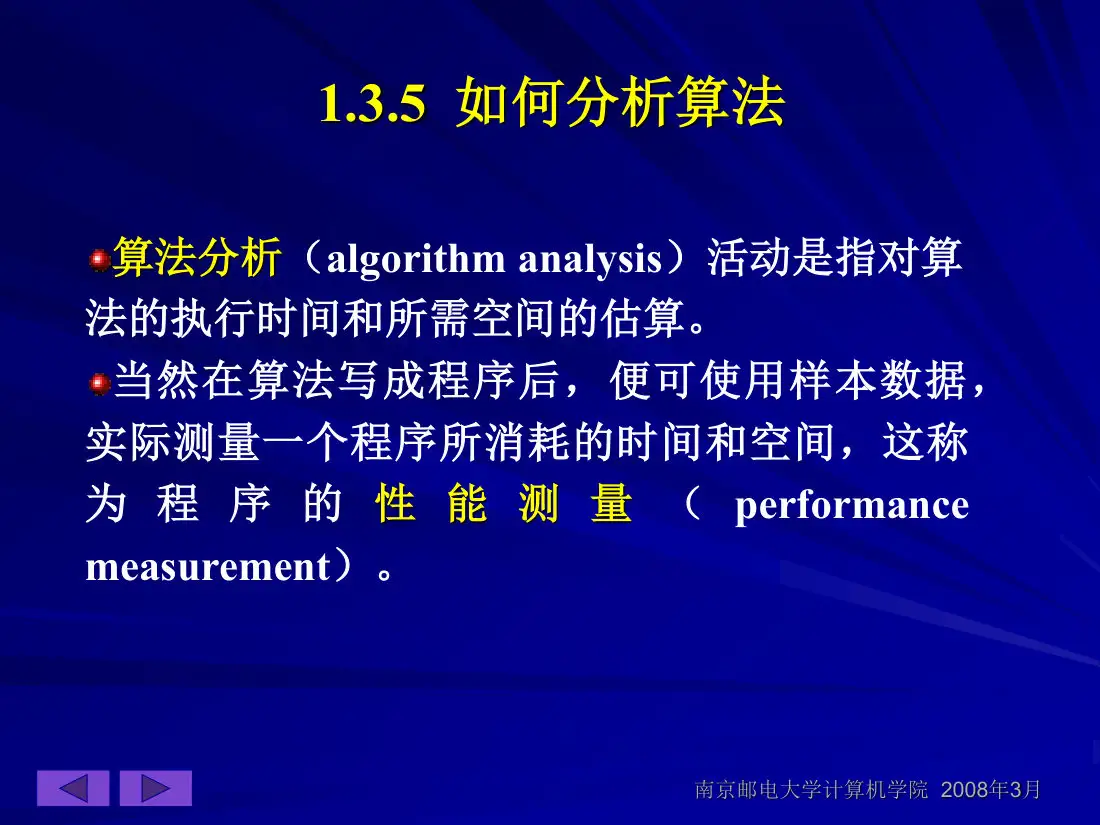 1.3.5 如何分析算法
算法分析（algorithm analysis）活动是指对算
法的执行时间和所需空间的估算。
当然在算法写成程序后，便可使用样本数据，
实际测量一个程序所消耗的时间和空间，这称
为程序的性能测量（performance
measurement）。
南京邮电大学计算机学院 2008年3月